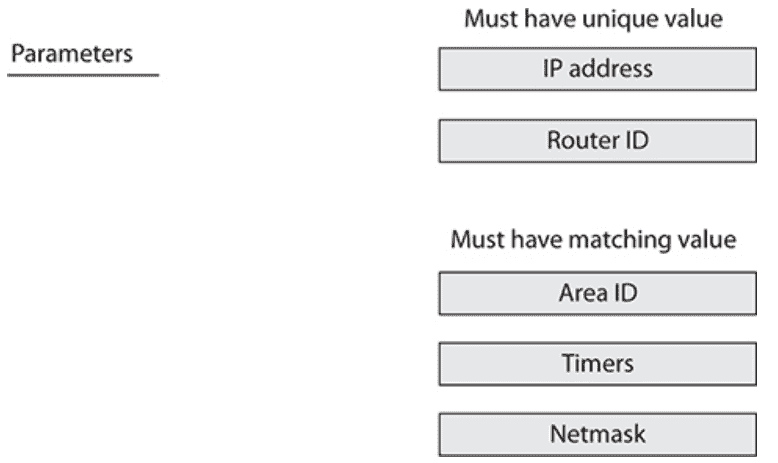 Parameters
Must have unique value
IP address
Router ID
Must have matching value
Area ID
Timers
Netmask